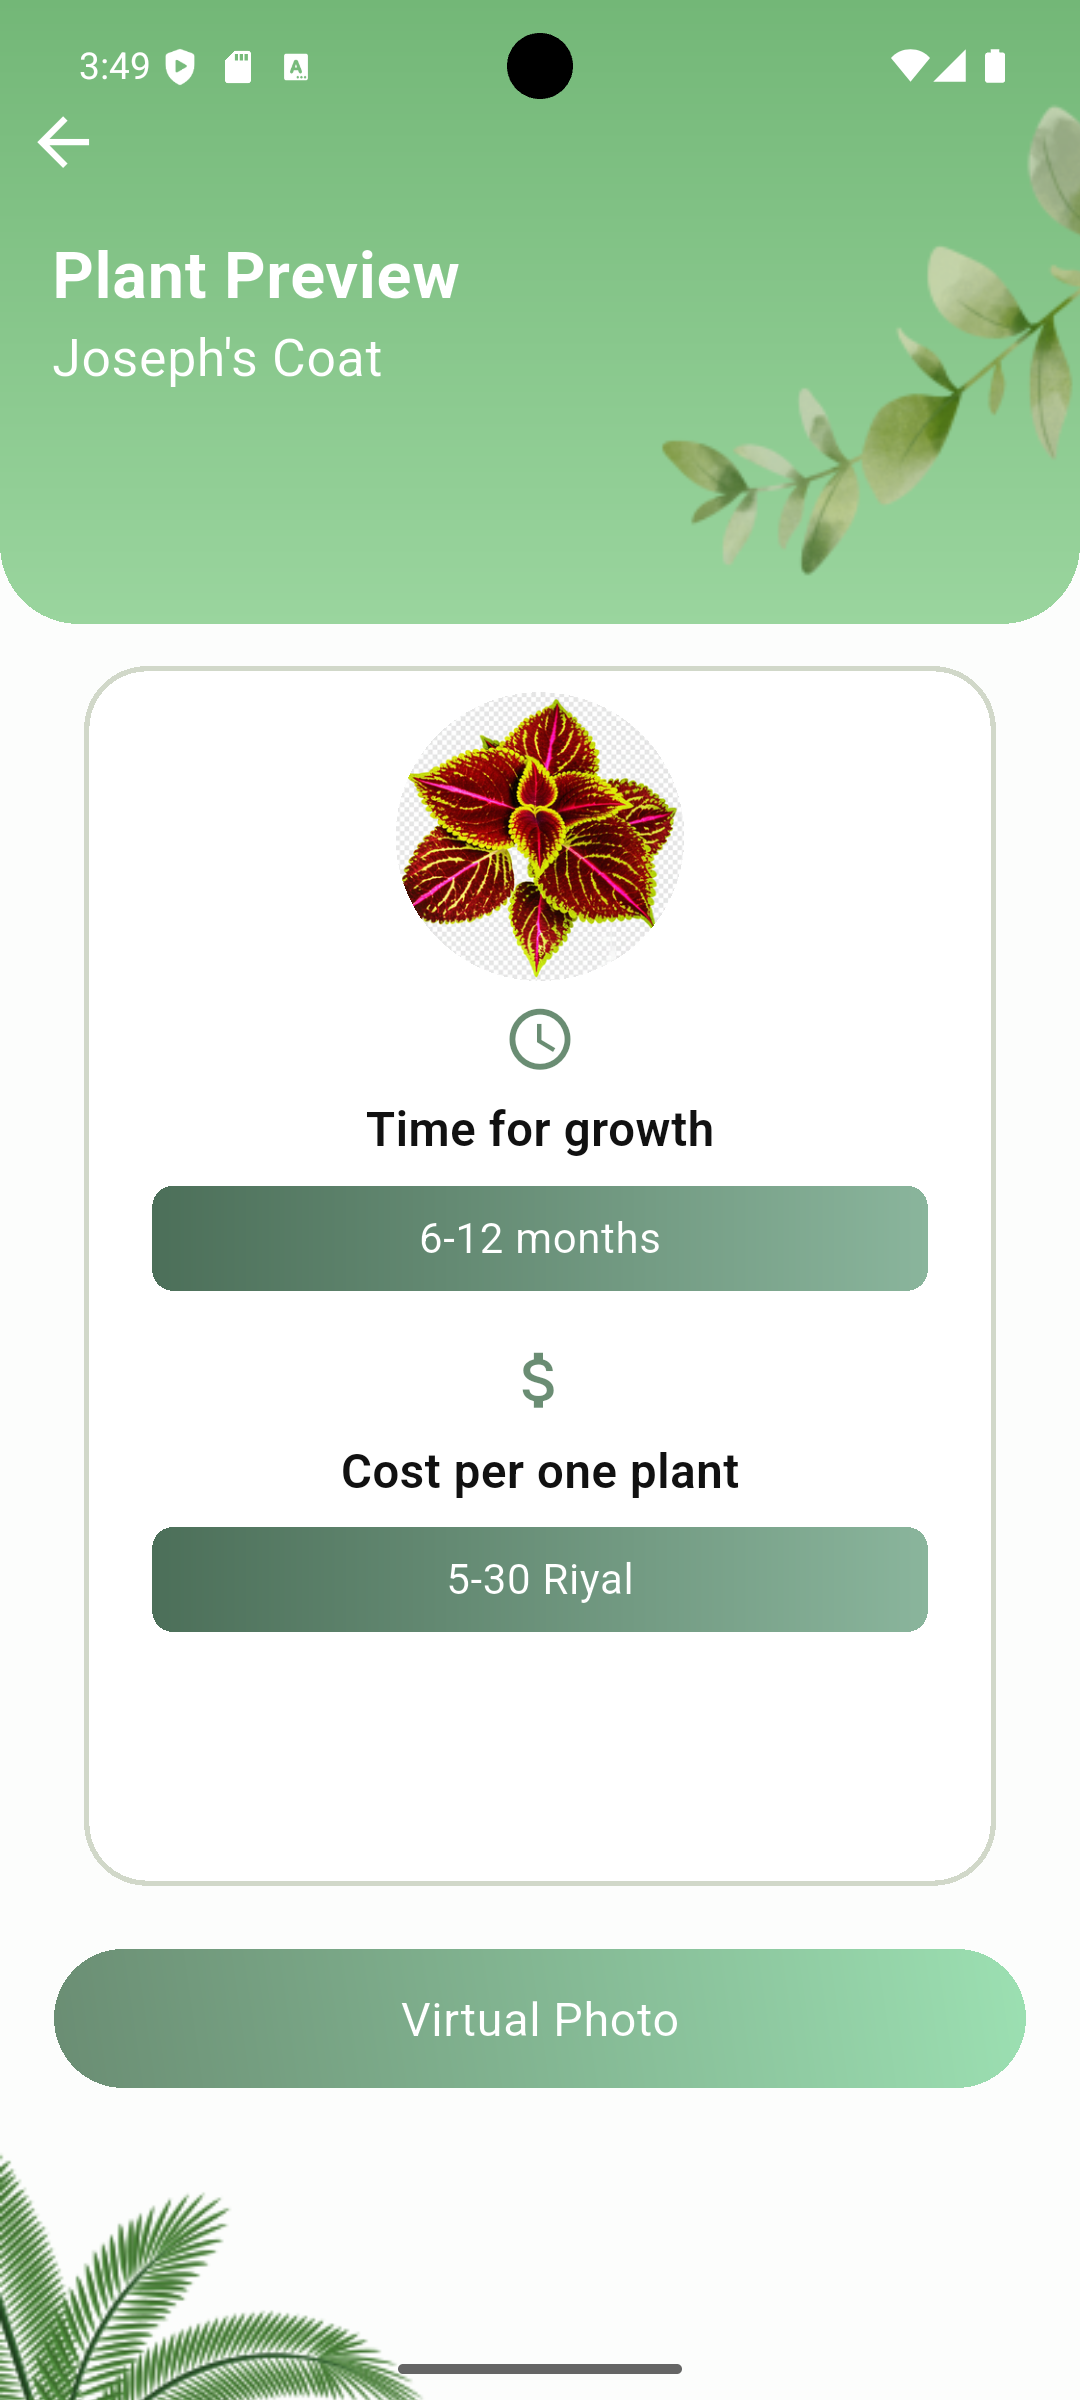 3:49
Plant Preview
Joseph's Coat
Time for growth
6-12 months
$
Cost per one plant
5-30 Riyal
Virtual Photo